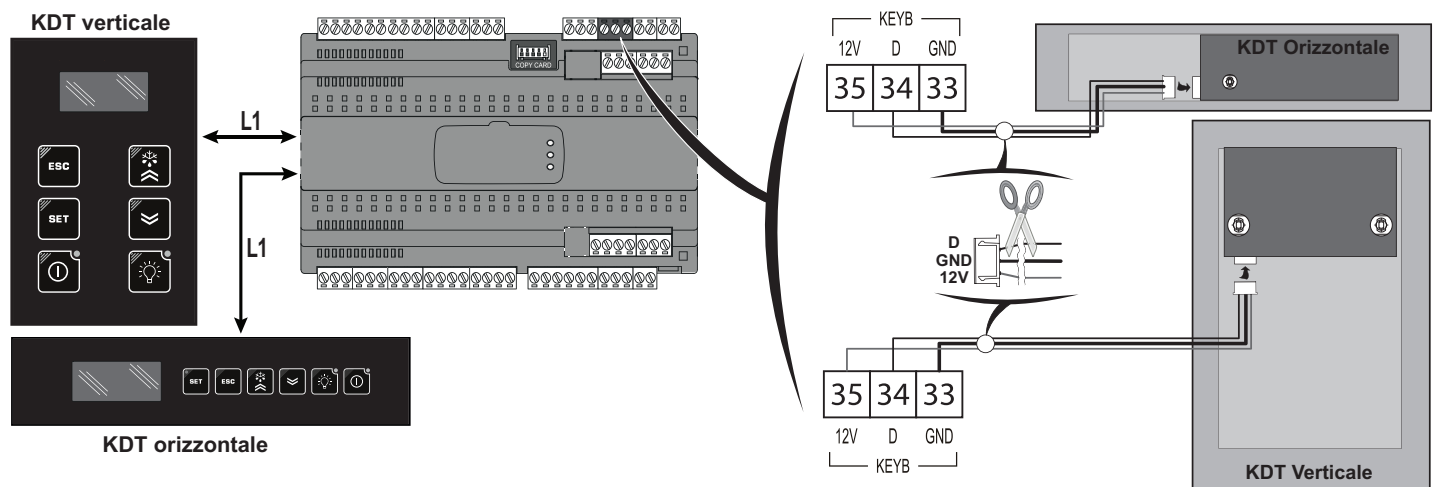 KDT verticale
ESC
SET
L1
L1
COPY CARD
SET ESC
KDT orizzontale
KEYB
12V D GND
35 34 33
KDT Orizzontale
D
GND
12V
35 34 33
12V D GND
KEYB
KDT Verticale